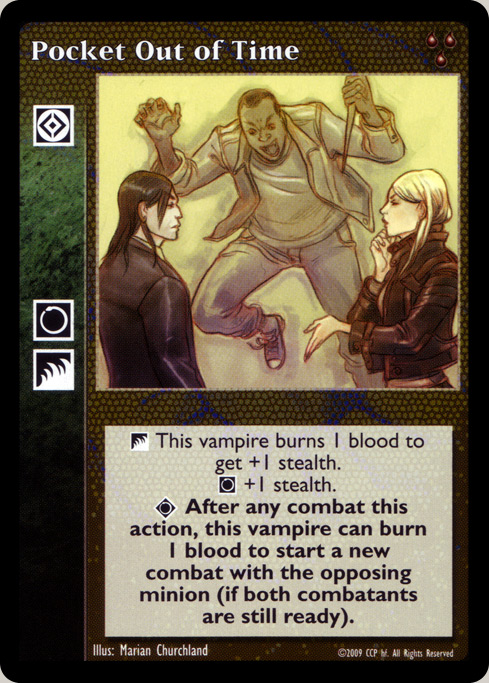 Pocket Out of Time
This vampire burns 1 blood to
get +1 stealth.
+1 stealth.
After any combat this
action, this vampire can burn
1 blood to start a new
combat with the opposing
minion (if both combatants
are still ready).
Illus: Marian Churchland ©2009 CCP hf. All Rights Reserved